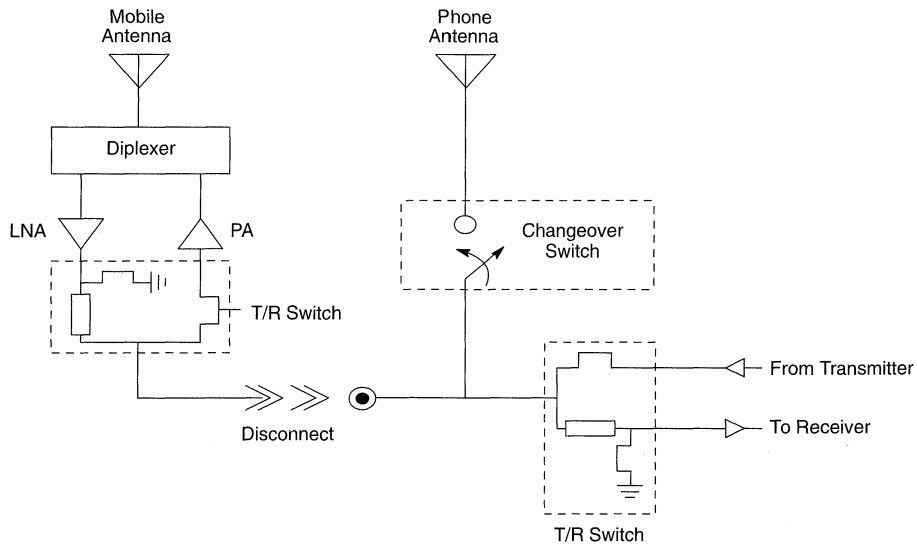 Mobile
Antenna
Phone
Antenna
Diplexer
LNA
PA
Changeover
Switch
T/R Switch
From Transmitter
To Receiver
Disconnect
T/R Switch